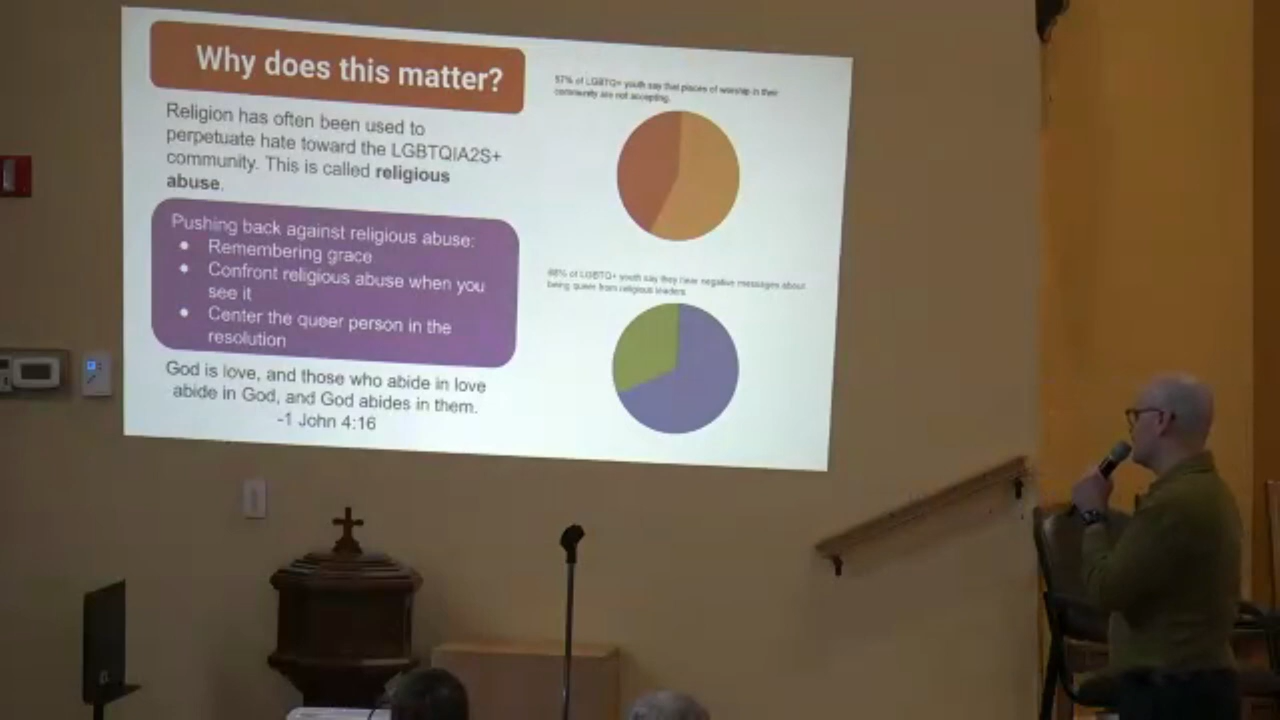 Why does this matter?
Religion has often been used to
perpetuate hate toward the LGBTQIA2S+
community. This is called religious
abuse.
Pushing back against religious abuse:
● Remembering grace
● Confront religious abuse when you
see it
● Center the queer person in the
resolution
God is love, and those who abide in love
abide in God, and God abides in them.
-1 John 4:16
57% of LGBTQ+ youth say that places of worship in their
community are not accepting.
of LGBTQ+ youth say they hear negative messages about
being queer from religious leaders.